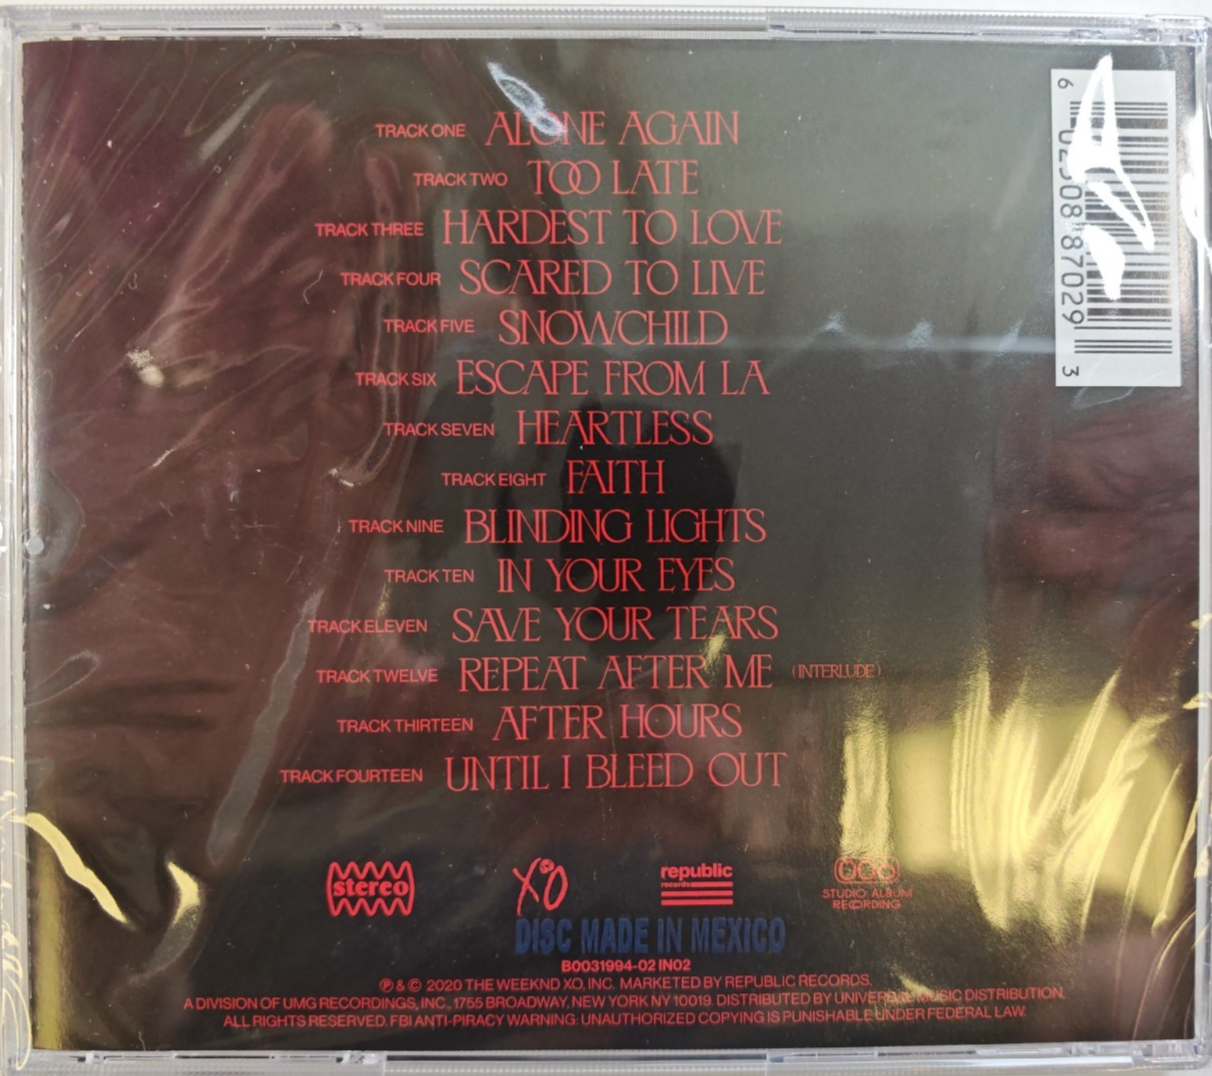 TRACK ONE ALONE AGAIN
TRACK TWO TOO LATE
TRACK THREE HARDEST TO LOVE
TRACK FOUR SCARED TO LIVE
TRACK FIVE SNOWCHILD
TRACK SIX ESCAPE FROM LA
TRACK SEVEN HEARTLESS
TRACK EIGHT FAITH
TRACK NINE BLINDING LIGHTS
TRACK TEN IN YOUR EYES
TRACK ELEVEN SAVE YOUR TEARS
TRACK TWELVE REPEAT AFTER ME (INTERLUDE)
TRACK THIRTEEN AFTER HOURS
TRACK FOURTEEN UNTIL I BLEED OUT
6 02508 87029 3
stereo
XO
republic
records
STUDIO ALBUM
RECORDING
DISC MADE IN MEXICO
B0031994-02 IN02
℗ & © 2020 THE WEEKND XO, INC. MARKETED BY REPUBLIC RECORDS.
A DIVISION OF UMG RECORDINGS, INC., 1755 BROADWAY, NEW YORK NY 10019. DISTRIBUTED BY UNIVERSAL MUSIC DISTRIBUTION.
ALL RIGHTS RESERVED. FBI ANTI-PIRACY WARNING: UNAUTHORIZED COPYING IS PUNISHABLE UNDER FEDERAL LAW.